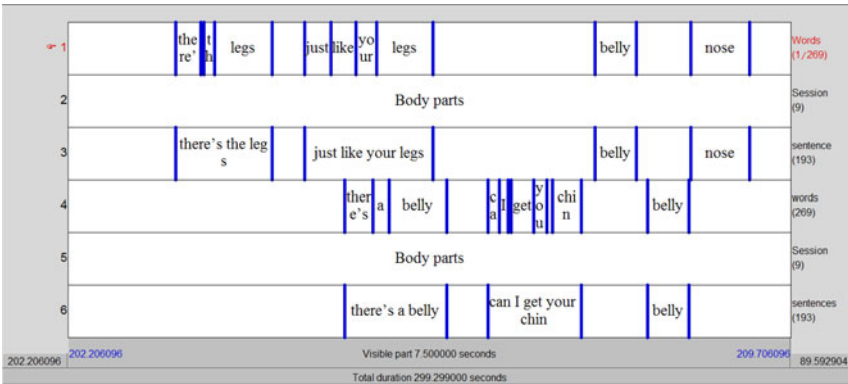 1 the re' t h legs just like yo ur legs belly nose Words (1/269)
2 Body parts Session (9)
3 there's the leg s just like your legs belly nose sentence (193)
4 ther e's a belly c a I get y o u chi n belly words (269)
5 Body parts Session (9)
6 there's a belly can I get your chin belly sentences (193)
202.206096 Visible part 7.500000 seconds 209.706096
202.206096 89.592904
Total duration 299.299000 seconds